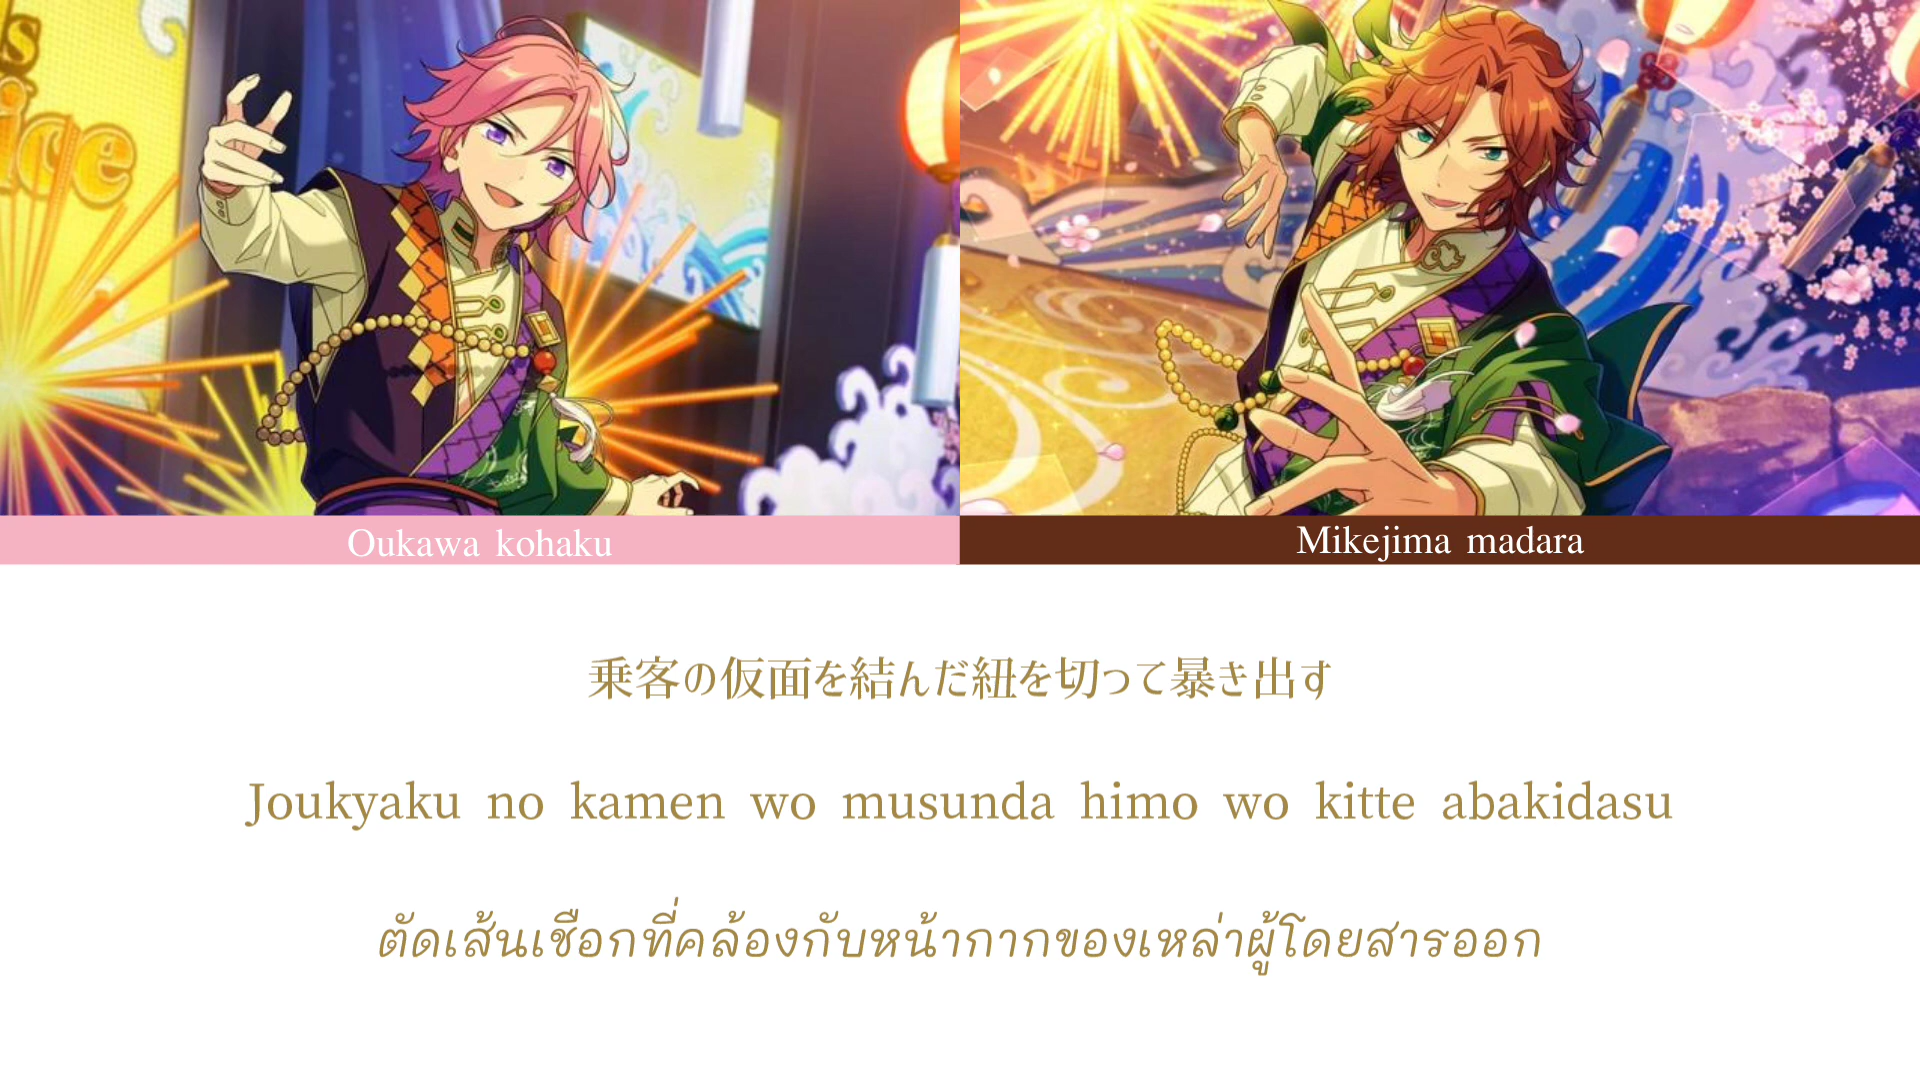 ice
Oukawa kohaku
Mikejima madara
乗客の仮面を結んだ紐を切って暴き出す
Joukyaku no kamen wo musunda himo wo kitte abakidasu
ตัดเส้นเชือกที่คล้องกับหน้ากากของเหล่าผู้โดยสารออก